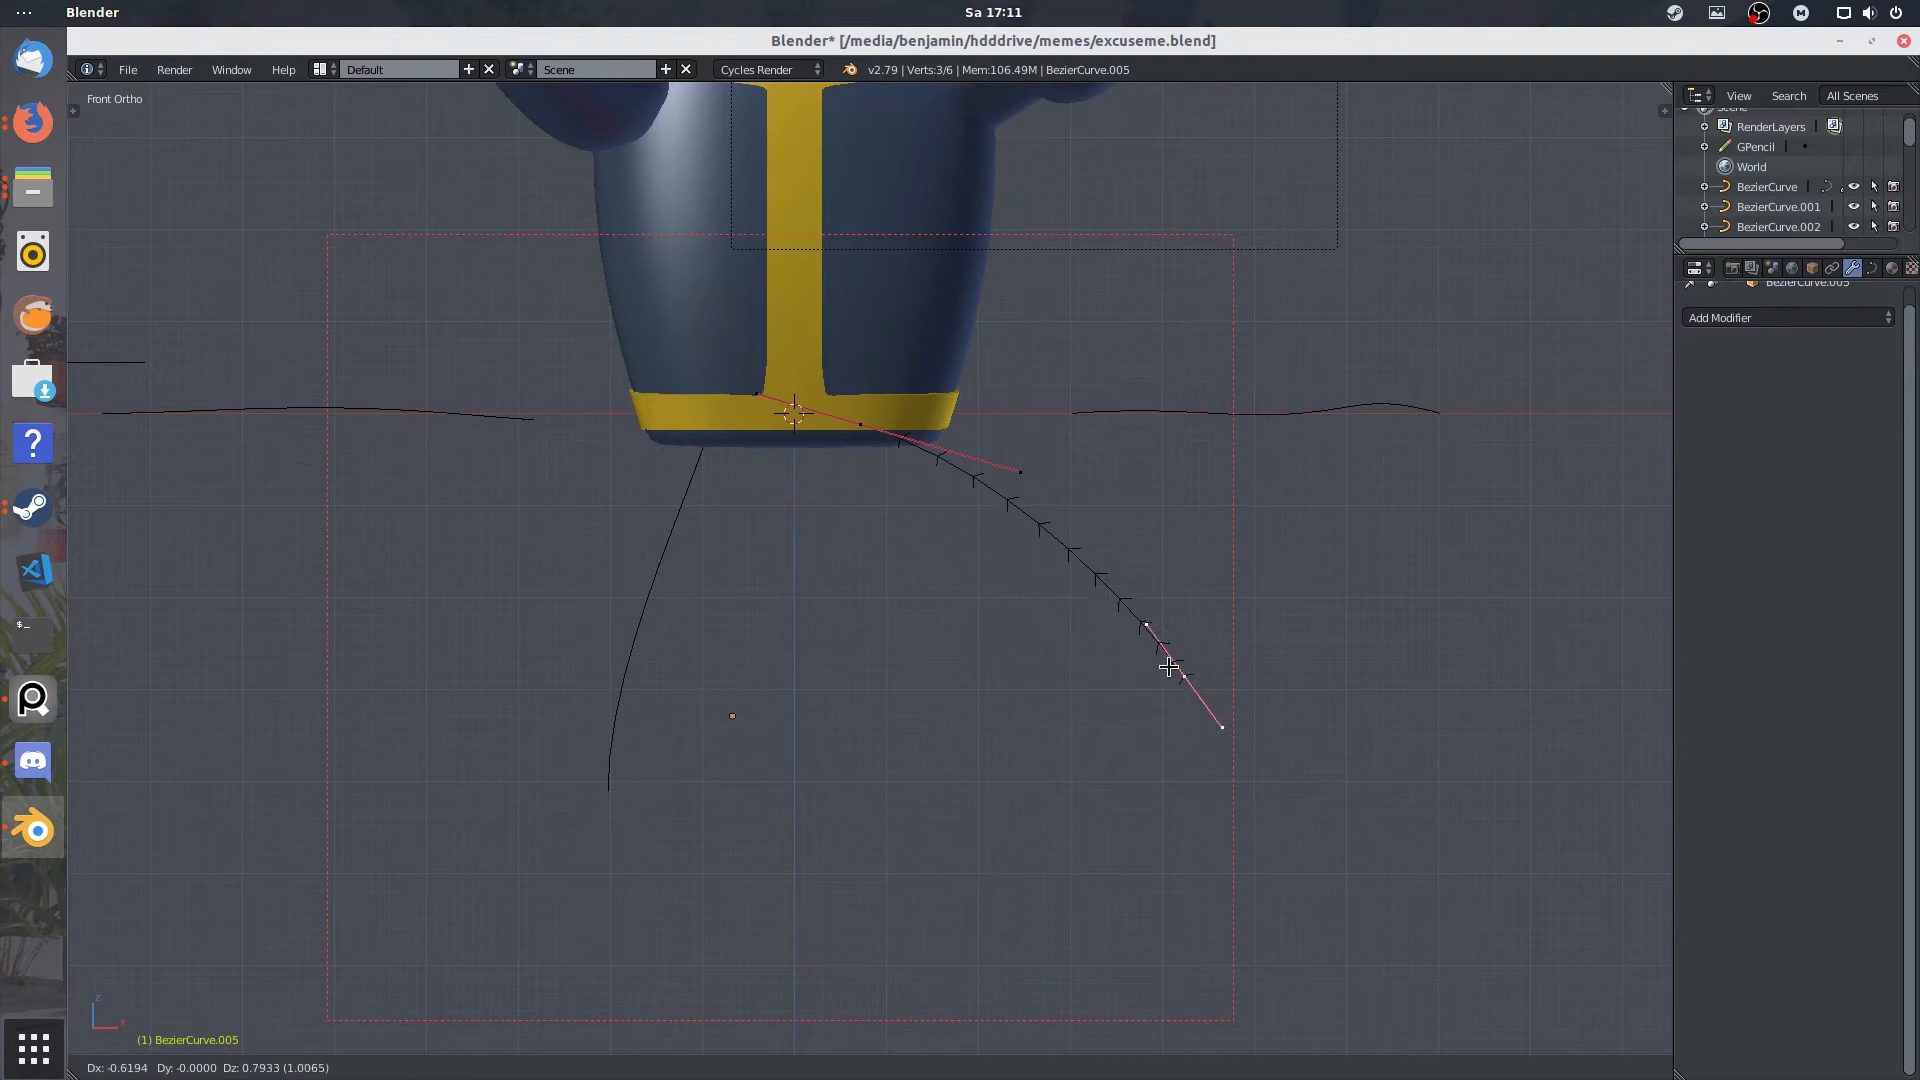 Blender
Sa 17:11
Blender* [/media/benjamin/hdddrive/memes/excuseme.blend]
File Render Window Help Default Scene Cycles Render v2.79 | Verts:3/6 | Mem:106.49M | BezierCurve.005
Front Ortho
View Search All Scenes
Scene
RenderLayers
GPencil
World
BezierCurve
BezierCurve.001
BezierCurve.002
BezierCurve.005
Add Modifier
?
$_
z
x
(1) BezierCurve.005
Dx: -0.6194 Dy: -0.0000 Dz: 0.7933 (1.0065)